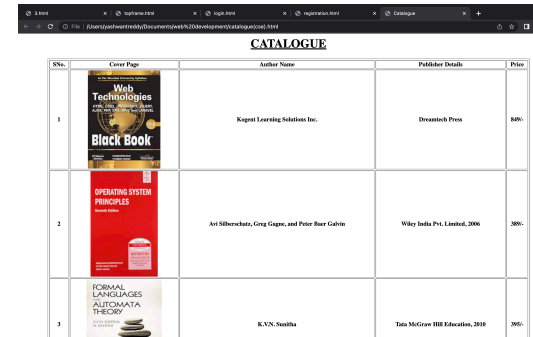 3.html
topframe.html
login.html
registration.html
Catalogue
File | /Users/yashwantreddy/Documents/web%20development/catalogue(cse).html
CATALOGUE
SNo. Cover Page Author Name Publisher Details Price
Web
Technologies
Black Book
1 Kogent Learning Solutions Inc. Dreamtech Press 849/-
OPERATING SYSTEM
PRINCIPLES
Seventh Edition
2 Avi Silberschatz, Greg Gagne, and Peter Baer Galvin Wiley India Pvt. Limited, 2006 389/-
FORMAL
LANGUAGES
AUTOMATA
THEORY
3 K.V.N. Sunitha Tata McGraw Hill Education, 2010 395/-